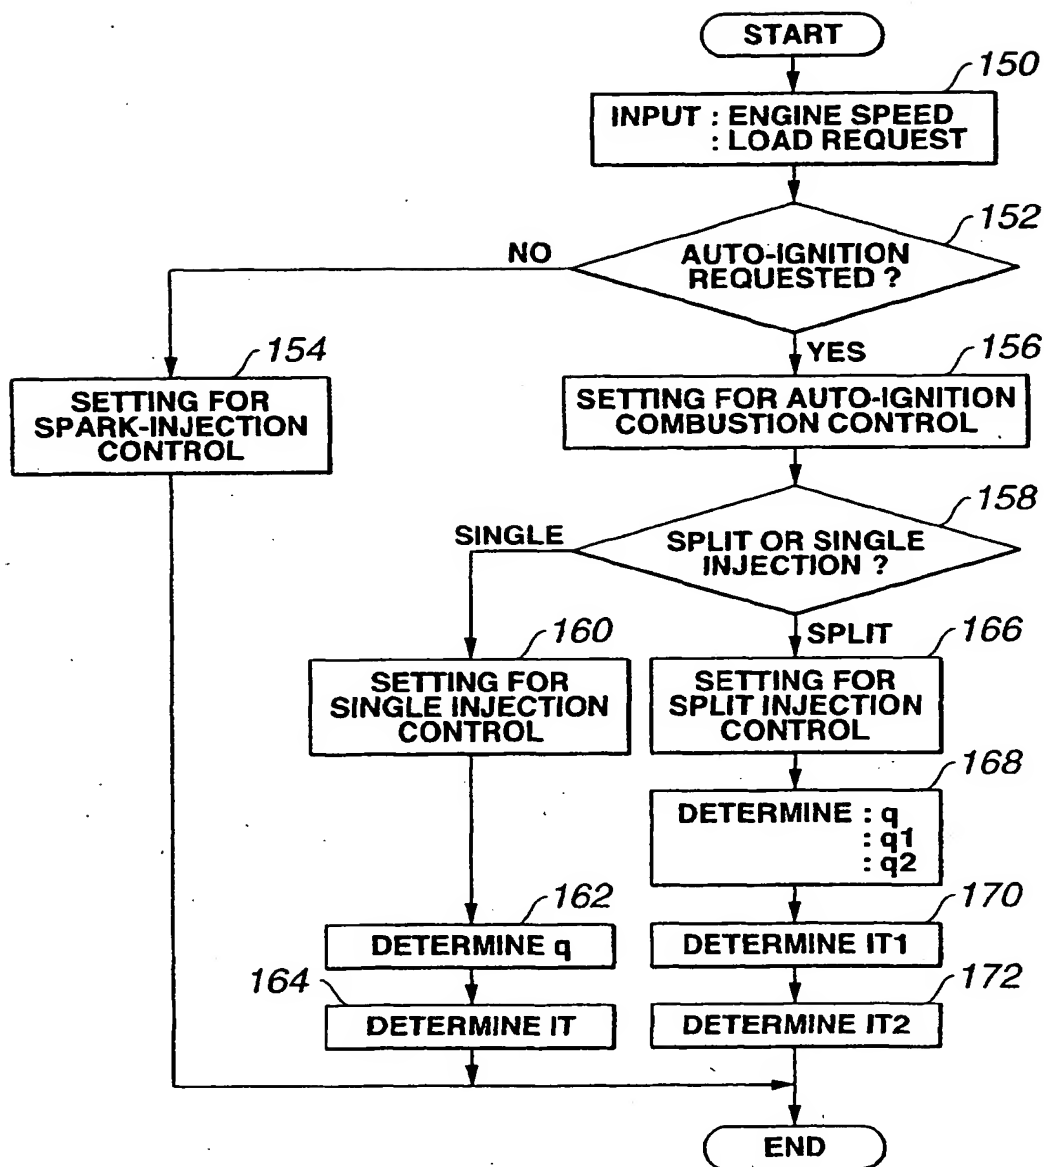 START
150
INPUT : ENGINE SPEED
: LOAD REQUEST
152
AUTO-IGNITION
REQUESTED ?
NO
YES
154
SETTING FOR
SPARK-INJECTION
CONTROL
156
SETTING FOR AUTO-IGNITION
COMBUSTION CONTROL
158
SPLIT OR SINGLE
INJECTION ?
SINGLE
SPLIT
160
SETTING FOR
SINGLE INJECTION
CONTROL
166
SETTING FOR
SPLIT INJECTION
CONTROL
168
DETERMINE : q
: q1
: q2
162
DETERMINE q
170
DETERMINE IT1
164
DETERMINE IT
172
DETERMINE IT2
END